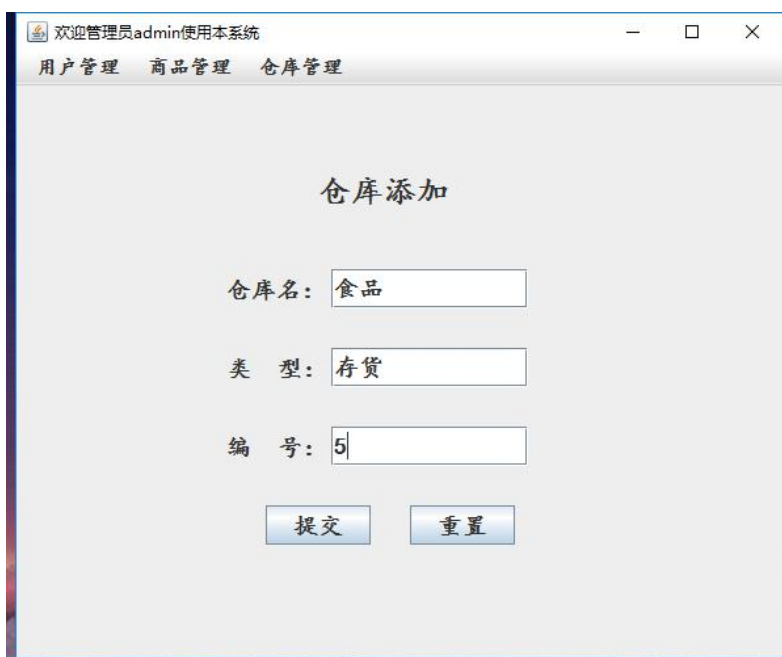 欢迎管理员admin使用本系统
用户管理 商品管理 仓库管理
仓库添加
仓库名: 食品
类 型: 存货
编 号: 5
提交 重置